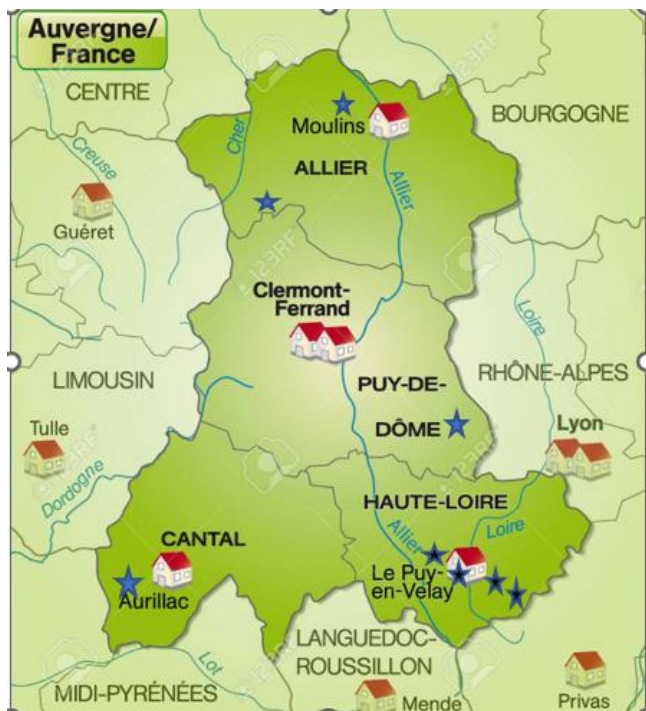 Auvergne/
France
CENTRE
BOURGOGNE
Creuse
Cher
Moulins
ALLIER
Allier
Guéret
Clermont-
Ferrand
Loire
LIMOUSIN
PUY-DE-
DÔME
RHÔNE-ALPES
Tulle
Lyon
Dordogne
HAUTE-LOIRE
CANTAL
Allier
Loire
Le Puy-
en-Velay
Aurillac
LANGUEDOC-
ROUSSILLON
Lot
MIDI-PYRÉNÉES
Mende
Privas
123RF